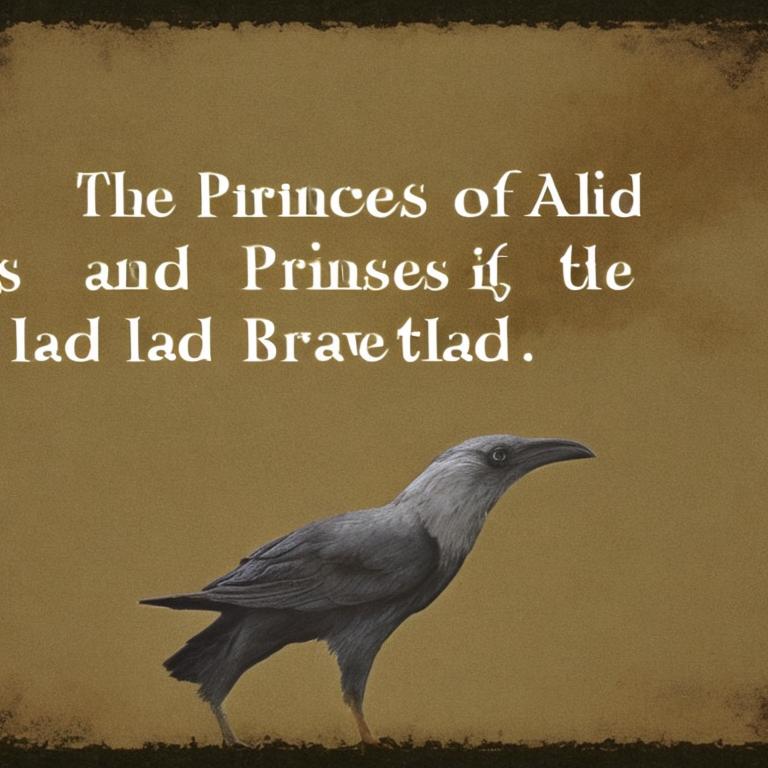 The Pirinces of Alid
s and Prinses if tle
lad lad Bravetlad.